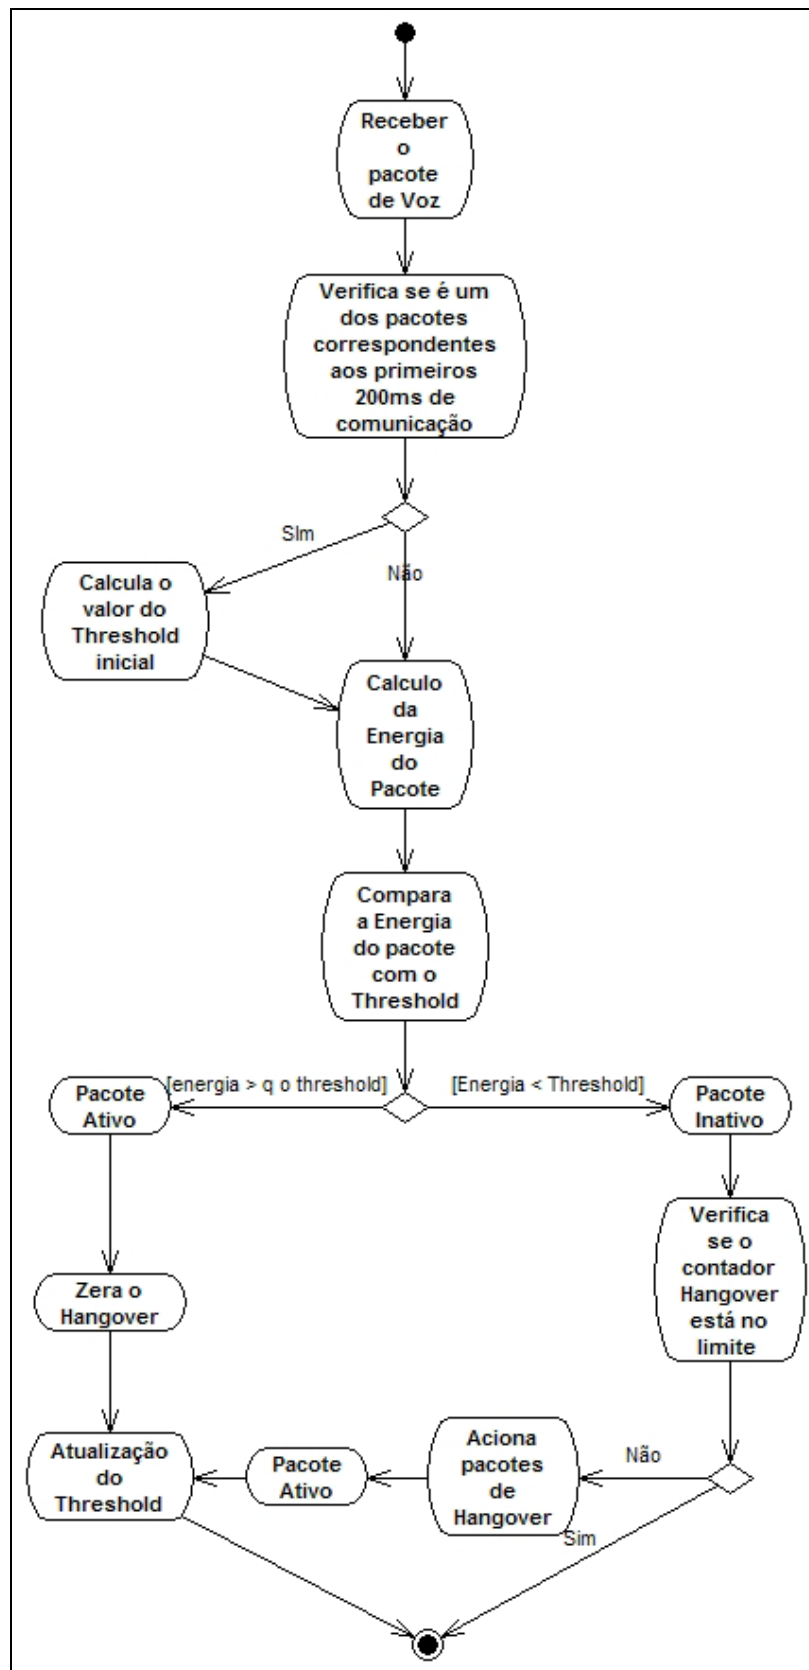 Receber
o
pacote
de Voz
Verifica se é um
dos pacotes
correspondentes
aos primeiros
200ms de
comunicação
SIm
Não
Calcula o
valor do
Threshold
inicial
Calculo
da
Energia
do
Pacote
Compara
a Energia
do pacote
com o
Threshold
[energia > q o threshold]
[Energia < Threshold]
Pacote
Ativo
Pacote
Inativo
Zera o
Hangover
Verifica
se o
contador
Hangover
está no
limite
Atualização
do
Threshold
Pacote
Ativo
Aciona
pacotes
de
Hangover
Não
Sim